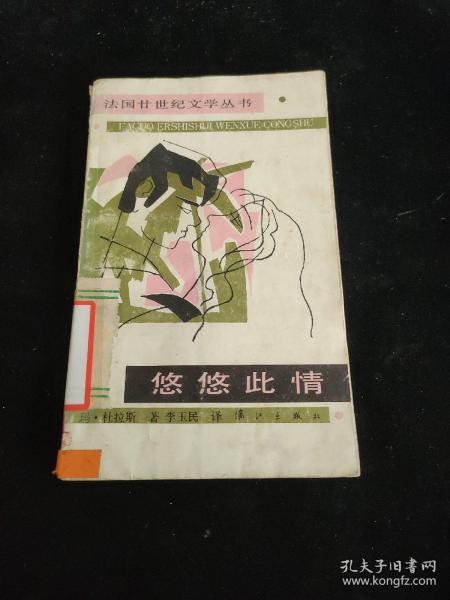 法国廿世纪文学丛书
FAGUO ERSHISHIJI WENXUE CONGSHU
悠悠此情
玛·杜拉斯 著 李玉民 译 漓江出版社
孔夫子旧书网
www.kongfz.com